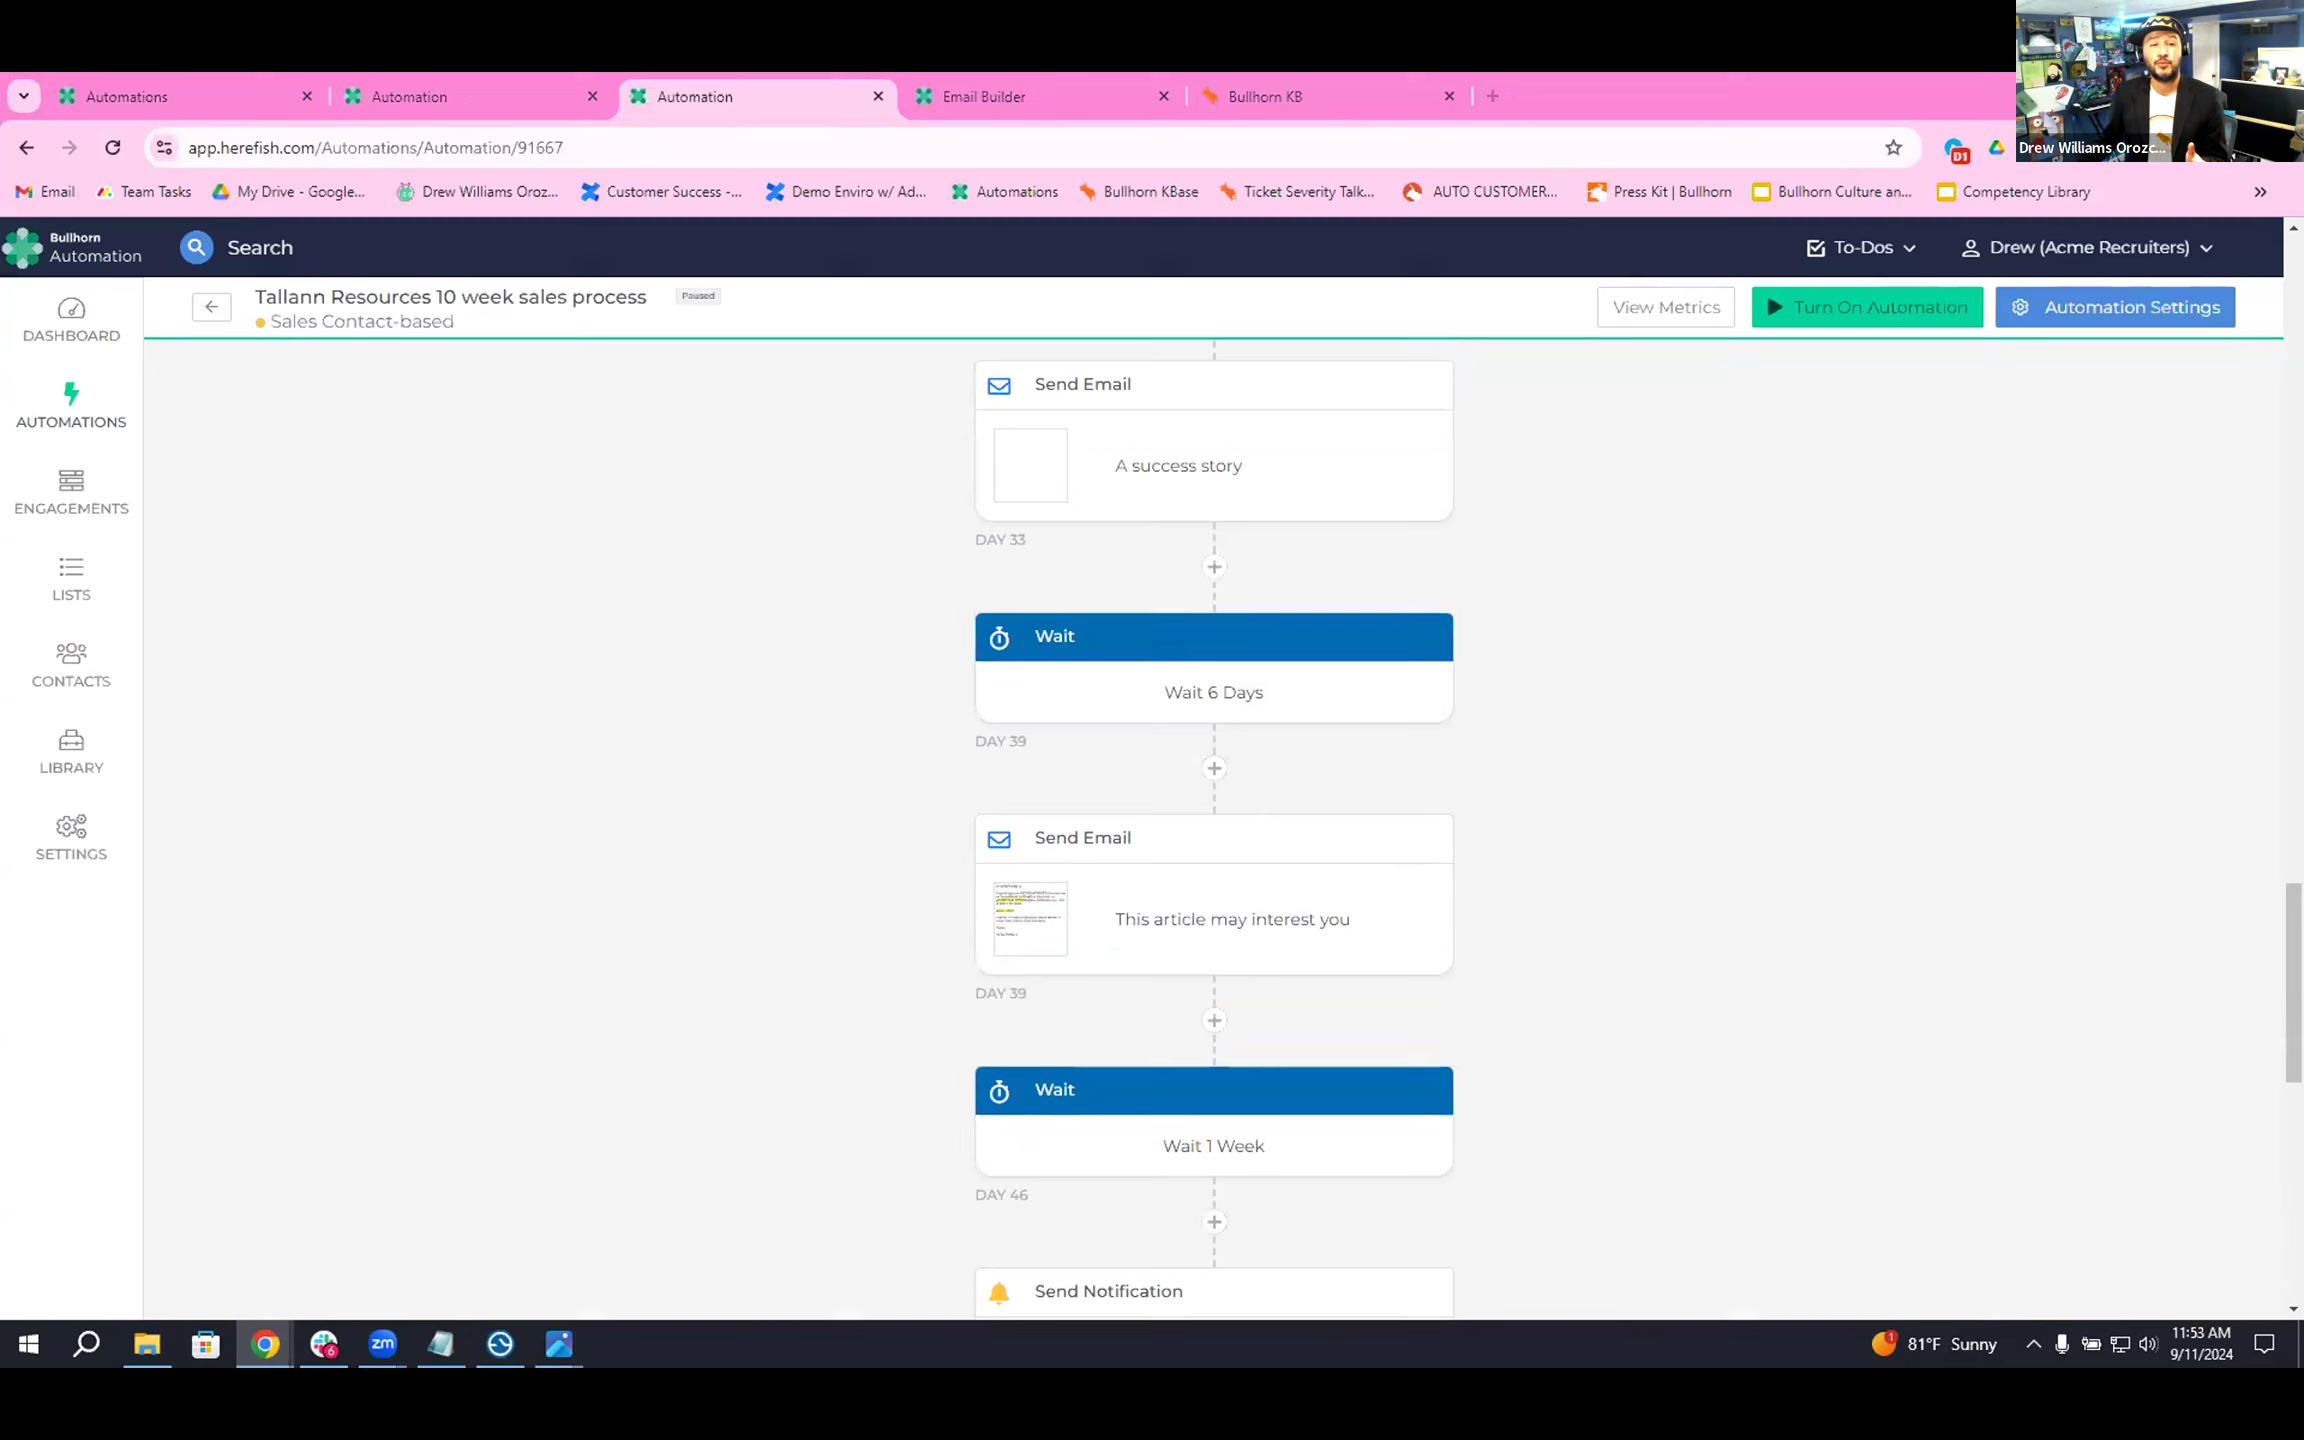 Automations
Automation
Automation
Email Builder
Bullhorn KB
app.herefish.com/Automations/Automation/91667
D1
Drew Williams Orozc...
Email
Team Tasks
My Drive - Google...
Drew Williams Oroz...
Customer Success -...
Demo Enviro w/ Ad...
Automations
Bullhorn KBase
Ticket Severity Talk...
AUTO CUSTOMER...
Press Kit | Bullhorn
Bullhorn Culture an...
Competency Library
Bullhorn
Automation
Search
To-Dos
Drew (Acme Recruiters)
Tallann Resources 10 week sales process
Paused
Sales Contact-based
View Metrics
Turn On Automation
Automation Settings
DASHBOARD
AUTOMATIONS
ENGAGEMENTS
LISTS
CONTACTS
LIBRARY
SETTINGS
Send Email
A success story
DAY 33
Wait
Wait 6 Days
DAY 39
Send Email
This article may interest you
DAY 39
Wait
Wait 1 Week
DAY 46
Send Notification
6
zm
1
81°F Sunny
11:53 AM
9/11/2024